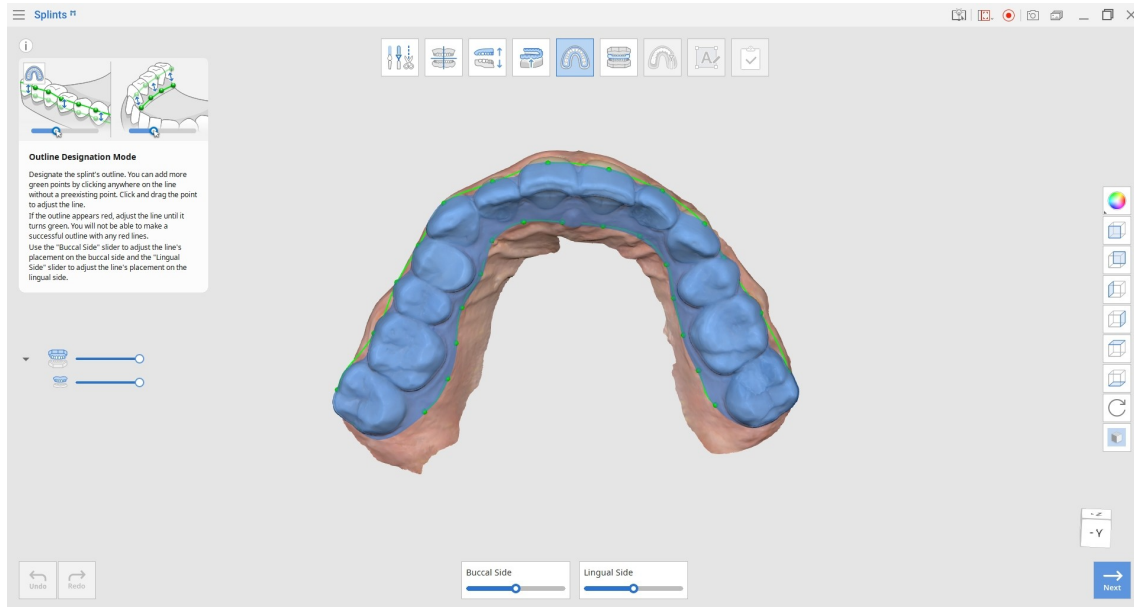 Splints
Outline Designation Mode
Designate the splint's outline. You can add more
green points by clicking anywhere on the line
without a preexisting point. Click and drag the point
to adjust the line.
If the outline appears red, adjust the line until it
turns green. You will not be able to make a
successful outline with any red lines.
Use the "Buccal Side" slider to adjust the line's
placement on the buccal side and the "Lingual
Side" slider to adjust the line's placement on the
lingual side.
- Z
- Y
Undo
Redo
Buccal Side
Lingual Side
Next